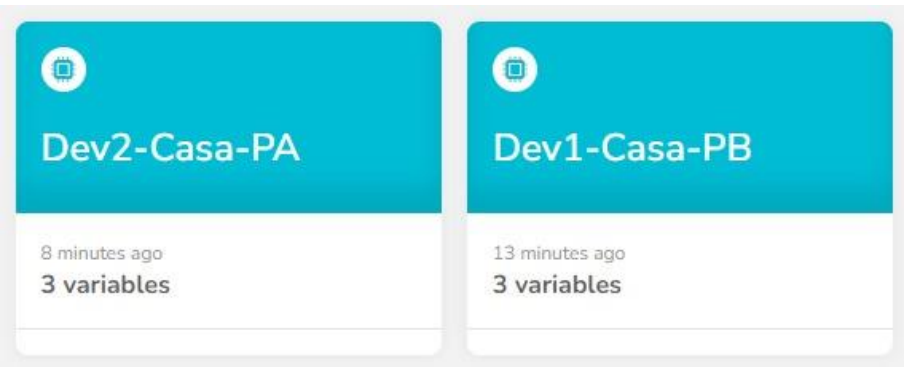 Dev2-Casa-PA
8 minutes ago
3 variables
Dev1-Casa-PB
13 minutes ago
3 variables